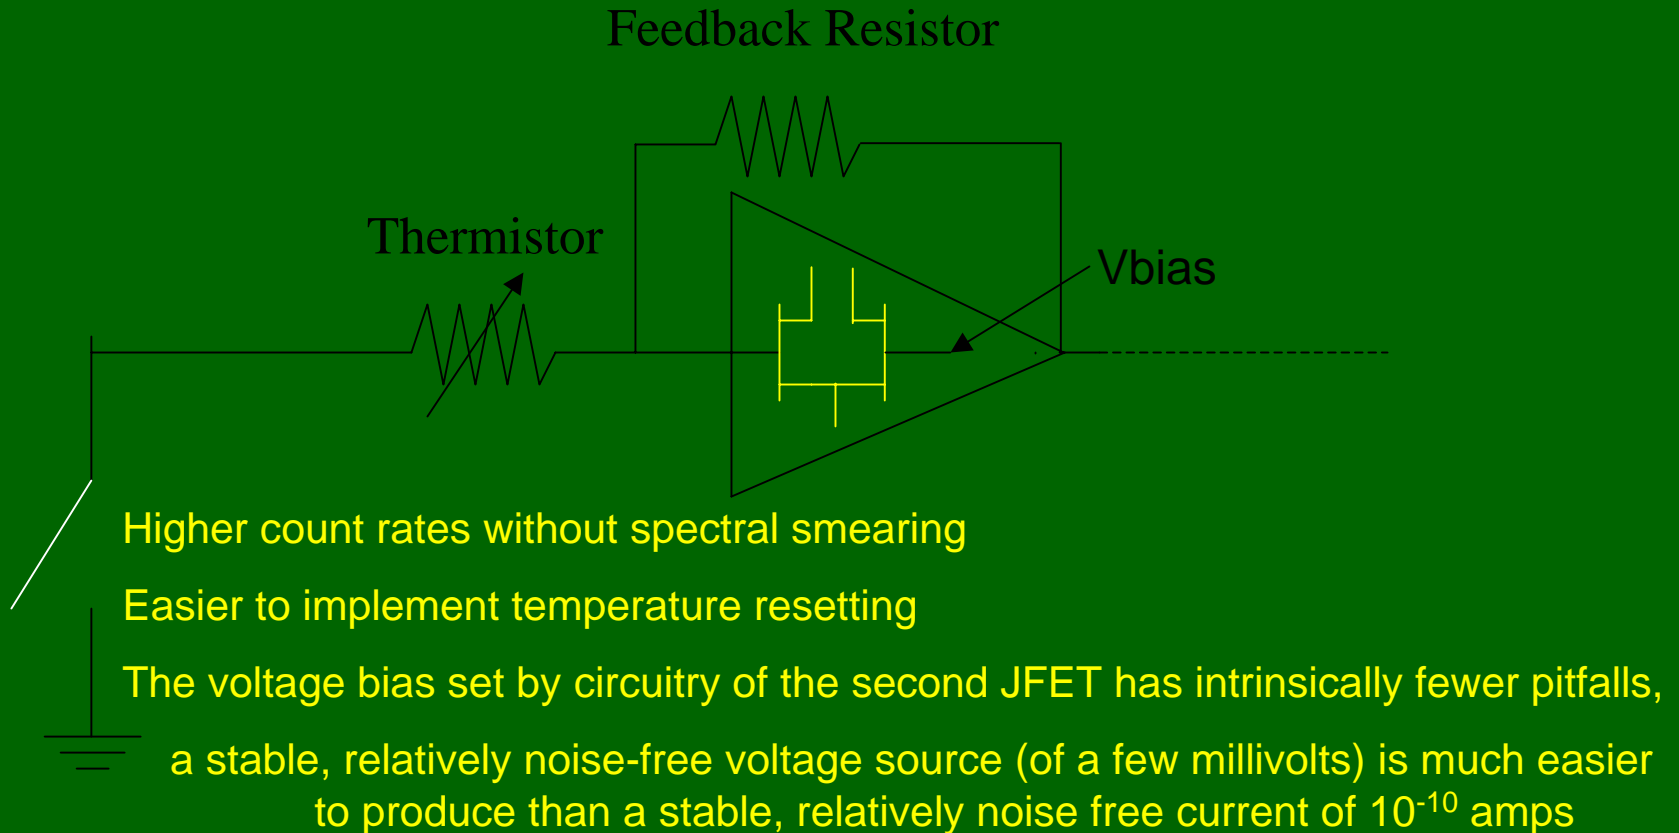 Feedback Resistor
Thermistor
Vbias
Higher count rates without spectral smearing
Easier to implement temperature resetting
The voltage bias set by circuitry of the second JFET has intrinsically fewer pitfalls,
a stable, relatively noise-free voltage source (of a few millivolts) is much easier
to produce than a stable, relatively noise free current of 10⁻¹⁰ amps